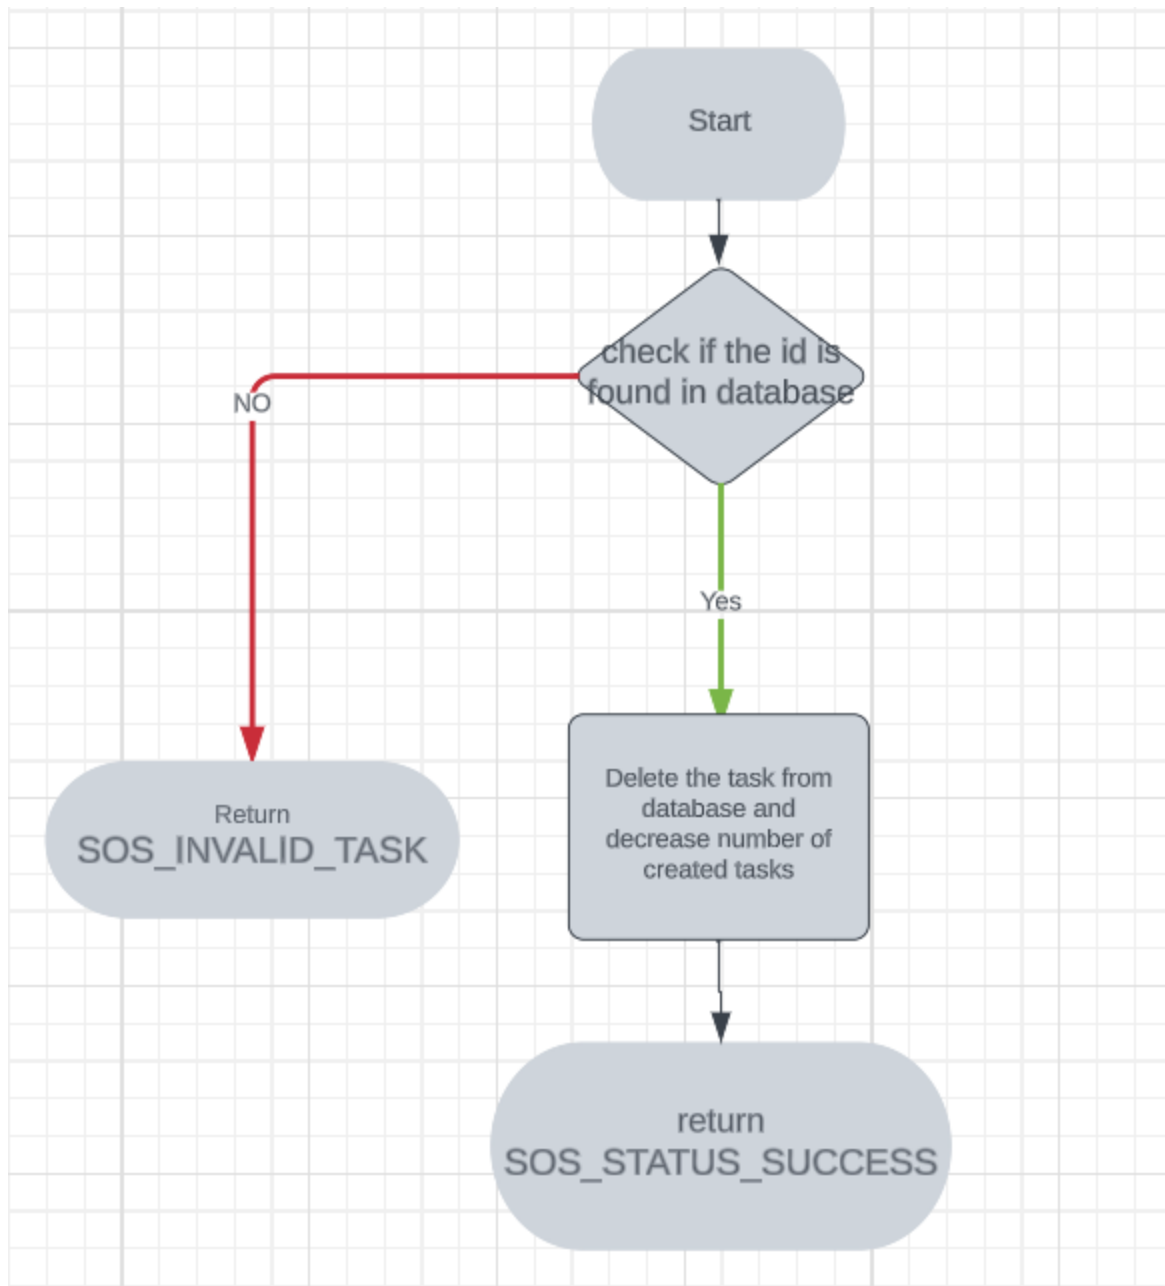 Start
check if the id is
found in database
NO
Yes
Delete the task from
database and
decrease number of
created tasks
Return
SOS_INVALID_TASK
return
SOS_STATUS_SUCCESS